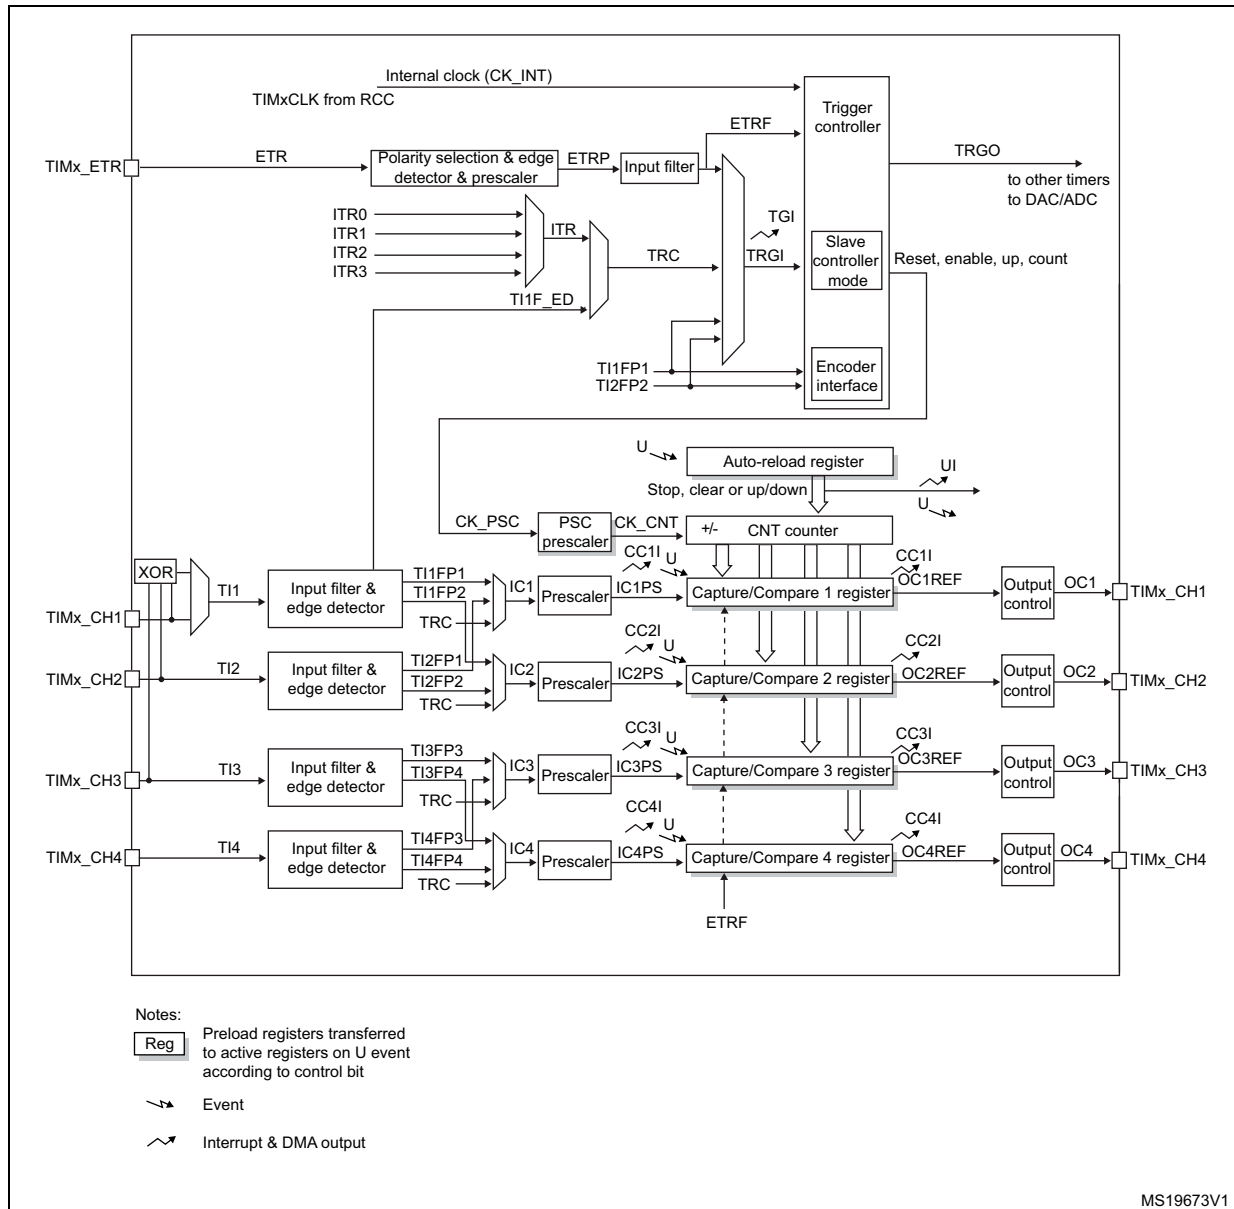 Internal clock (CK_INT)
TIMxCLK from RCC
Trigger
controller
ETRF
TIMx_ETR
ETR
Polarity selection & edge
detector & prescaler
ETRP
Input filter
TRGO
to other timers
to DAC/ADC
ITR0
ITR1
ITR2
ITR3
ITR
TGI
TRC
TRGI
Slave
controller
mode
Reset, enable, up, count
TI1F_ED
TI1FP1
TI2FP2
Encoder
interface
U
Auto-reload register
UI
Stop, clear or up/down
U
CK_PSC
PSC
prescaler
CK_CNT
+/-
CNT counter
XOR
TI1
TIMx_CH1
Input filter &
edge detector
TI1FP1
TI1FP2
TRC
IC1
Prescaler
CC1I
U
IC1PS
Capture/Compare 1 register
CC1I
OC1REF
Output
control
OC1
TIMx_CH1
TIMx_CH2
TI2
Input filter &
edge detector
TI2FP1
TI2FP2
TRC
IC2
Prescaler
CC2I
U
IC2PS
Capture/Compare 2 register
CC2I
OC2REF
Output
control
OC2
TIMx_CH2
TIMx_CH3
TI3
Input filter &
edge detector
TI3FP3
TI3FP4
TRC
IC3
Prescaler
CC3I
U
IC3PS
Capture/Compare 3 register
CC3I
OC3REF
Output
control
OC3
TIMx_CH3
TIMx_CH4
TI4
Input filter &
edge detector
TI4FP3
TI4FP4
TRC
IC4
Prescaler
CC4I
U
IC4PS
Capture/Compare 4 register
CC4I
OC4REF
Output
control
OC4
TIMx_CH4
ETRF
Notes:
Reg
Preload registers transferred
to active registers on U event
according to control bit
Event
Interrupt & DMA output
MS19673V1